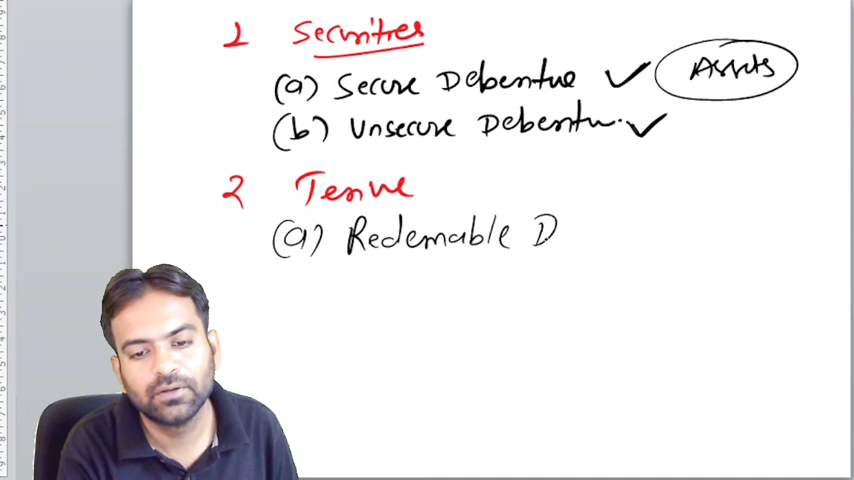 1 Securities
(a) Secure Debenture ✓ Assets
(b) Unsecure Debentu. ✓
2 Tenure
(a) Redemable D